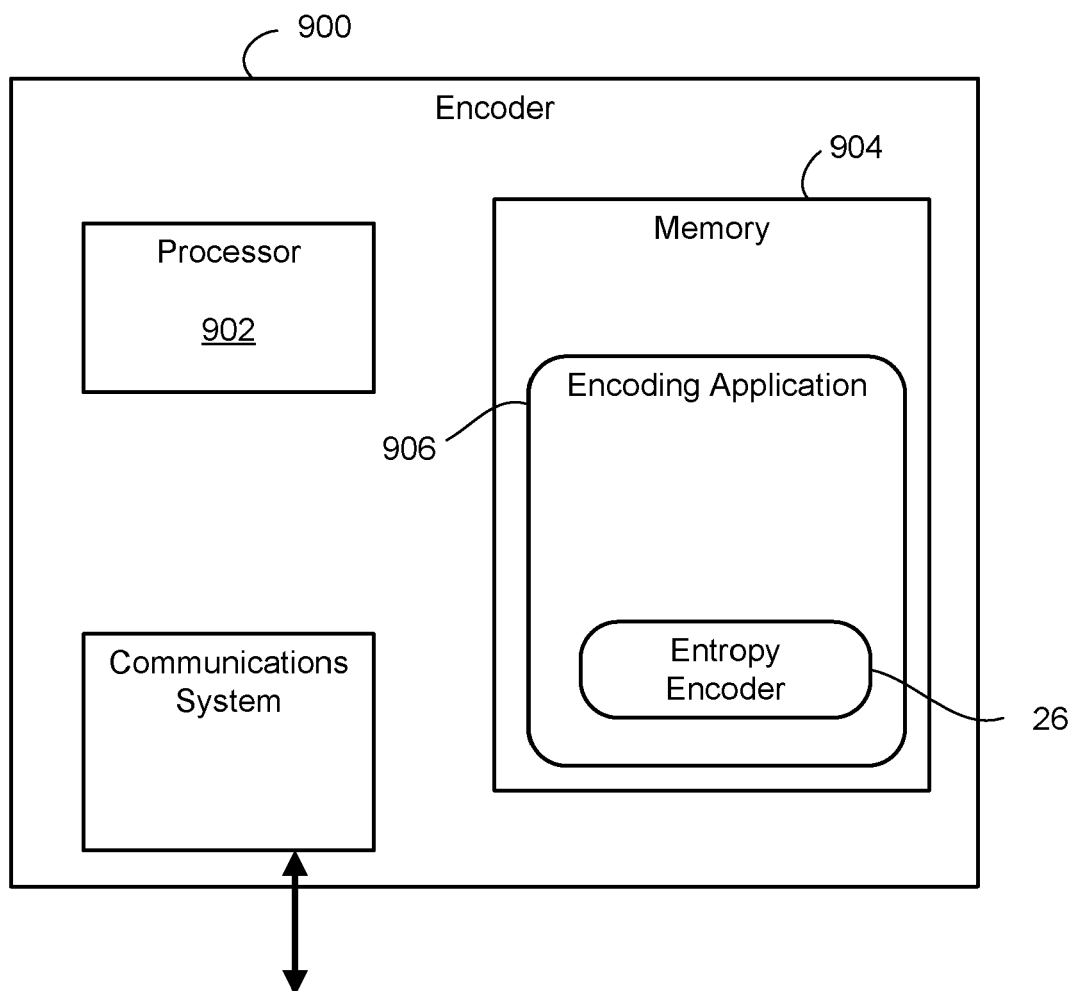 900
Encoder
904
Memory
Processor
902
Encoding Application
906
Entropy
Encoder
Communications
System
26